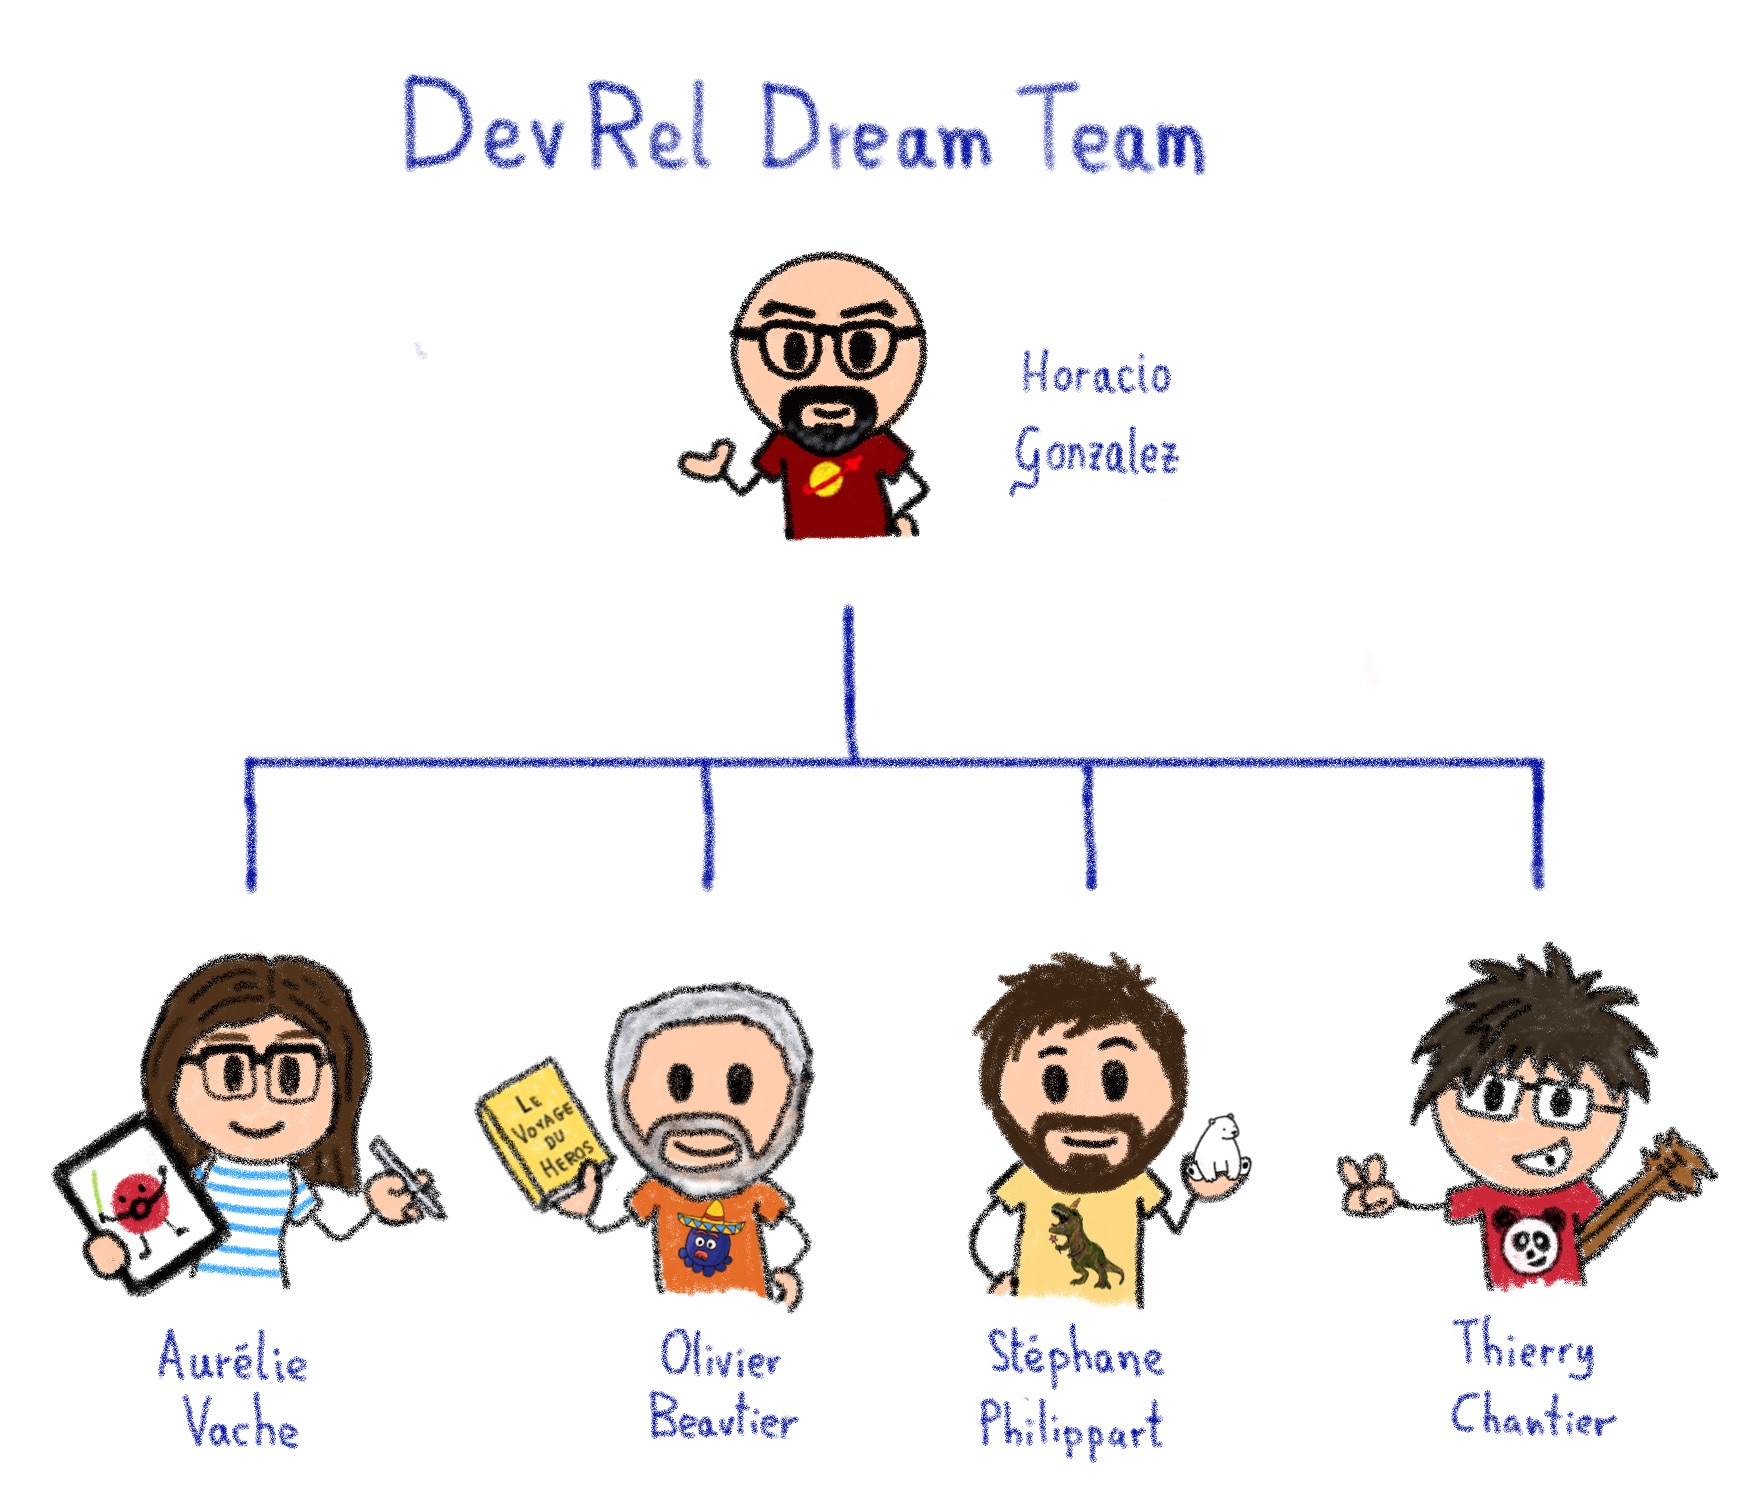 DevRel Dream Team
Horacio
Gonzalez
LE
VOYAGE
DU
HEROS
Aurélie
Vache
Olivier
Beautier
Stéphane
Philippart
Thierry
Chantier